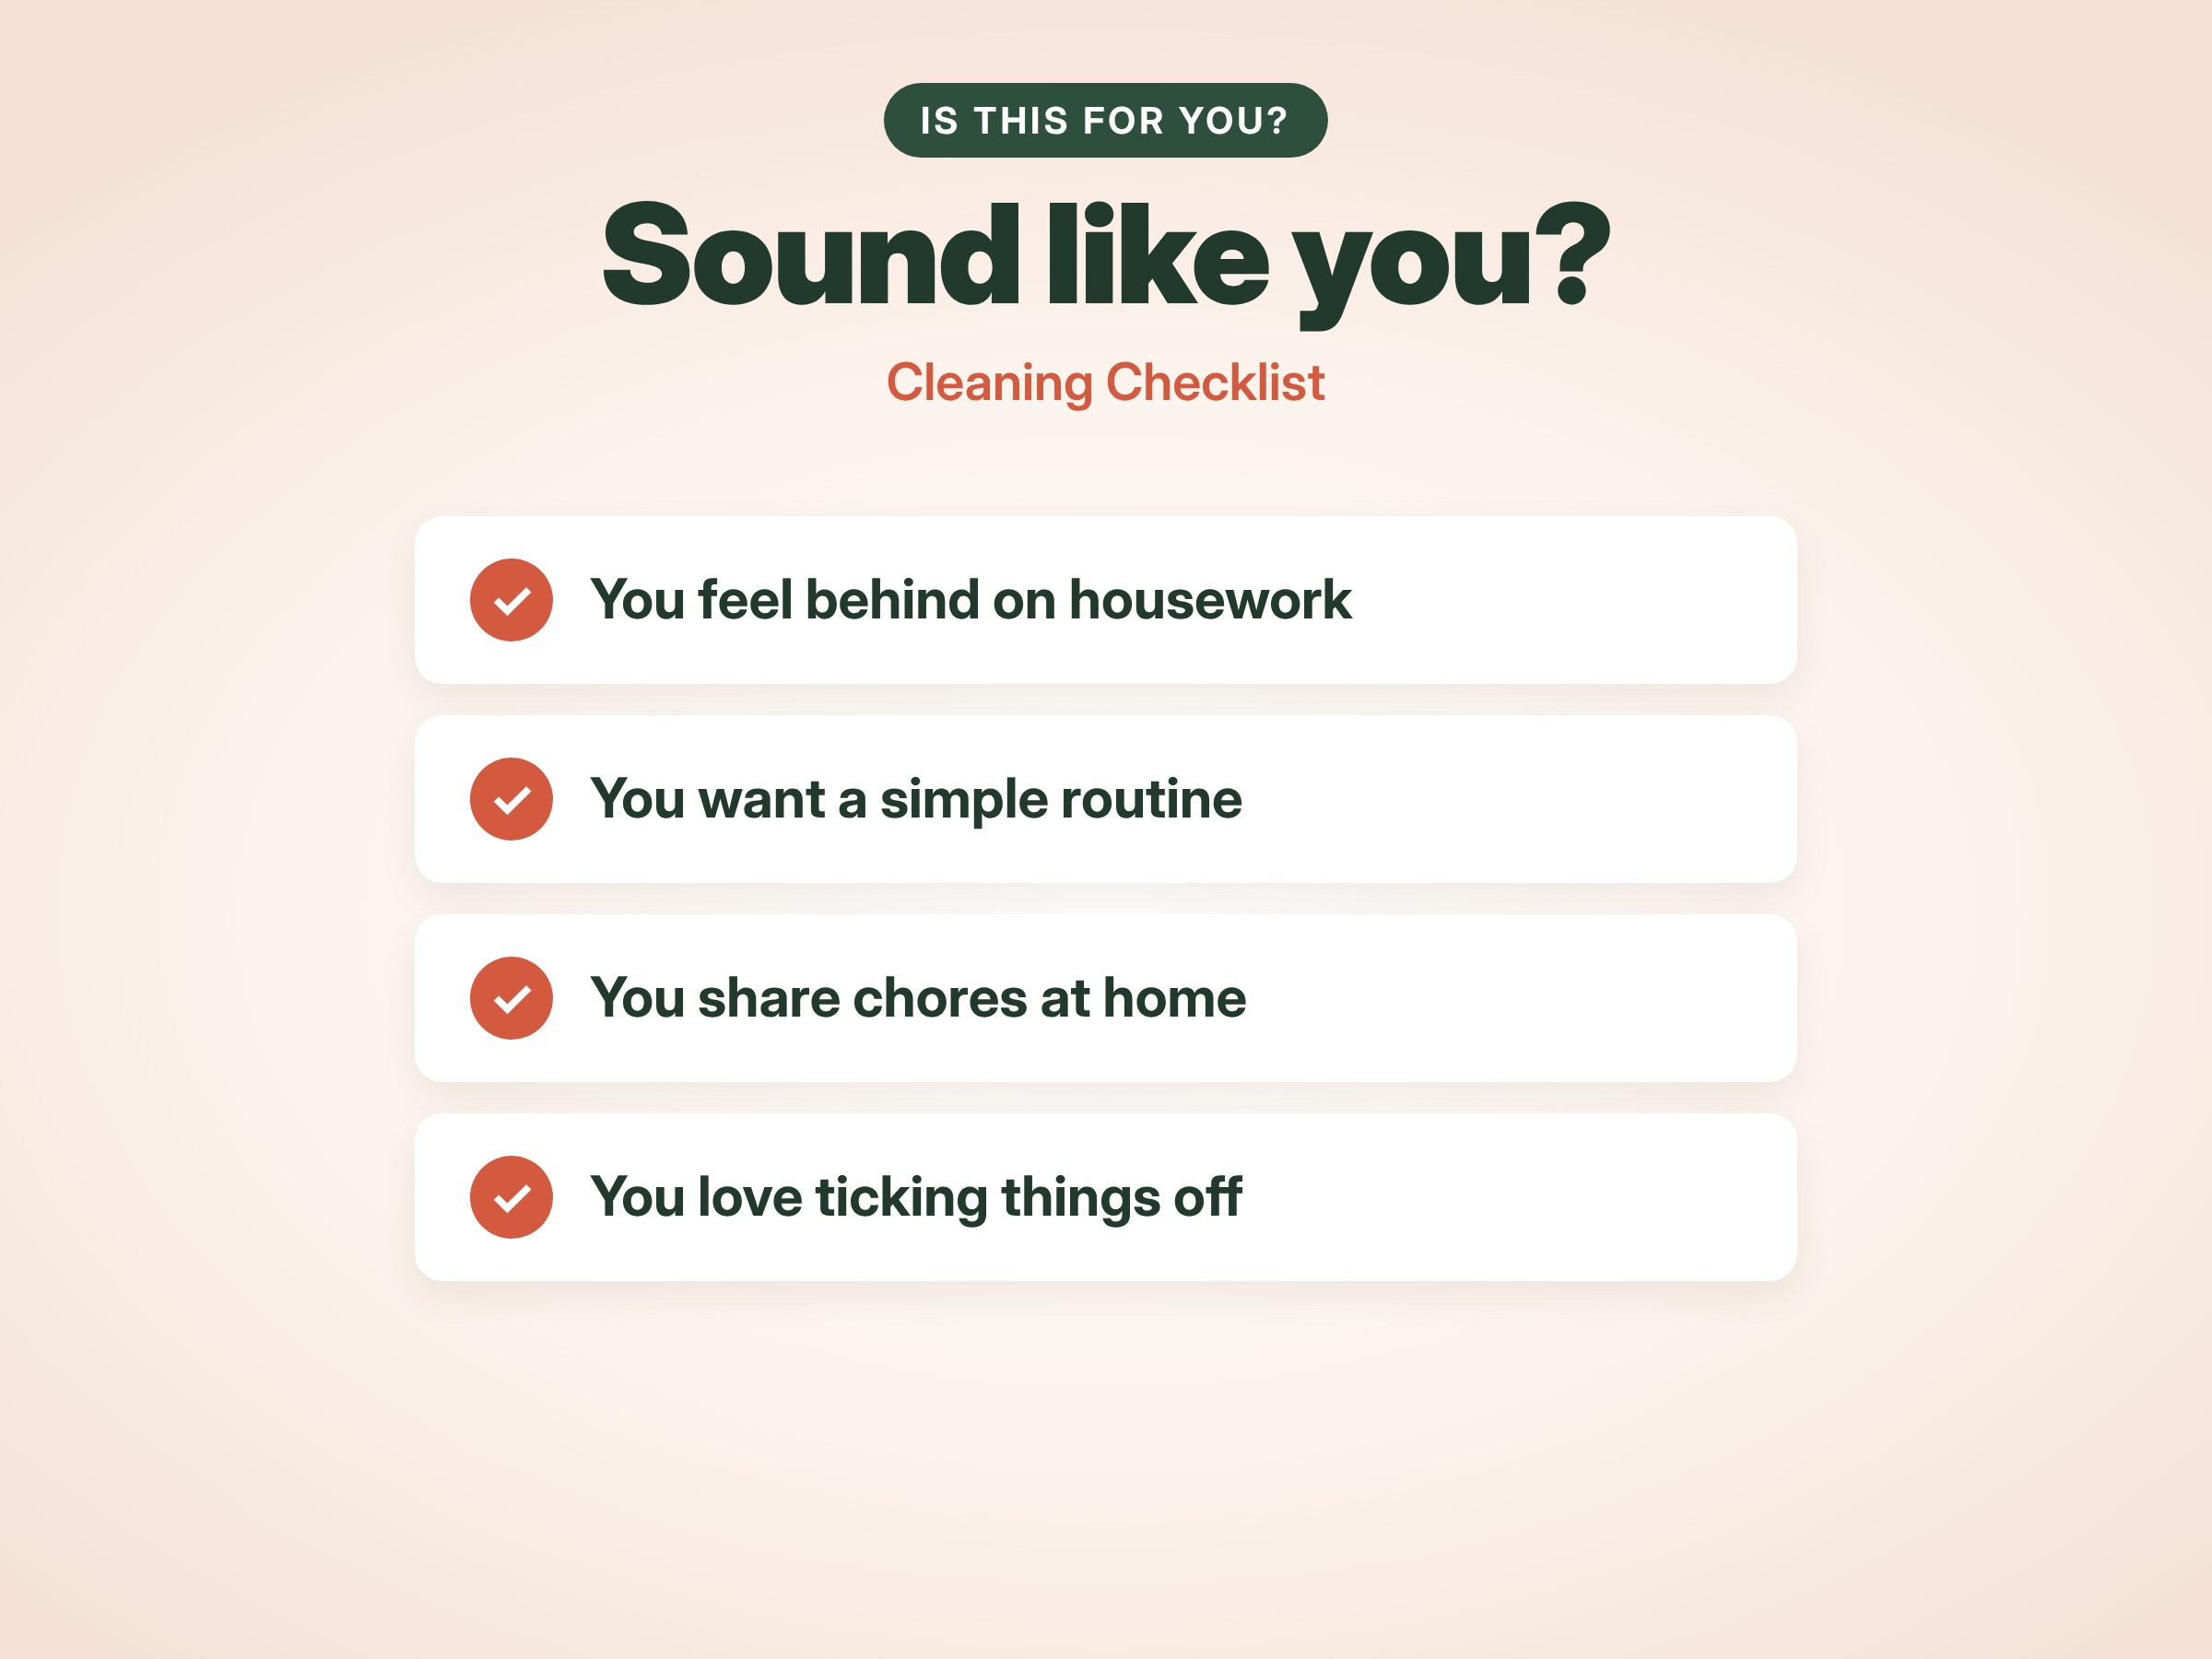 IS THIS FOR YOU?
Sound like you?
Cleaning Checklist
You feel behind on housework
You want a simple routine
You share chores at home
You love ticking things off